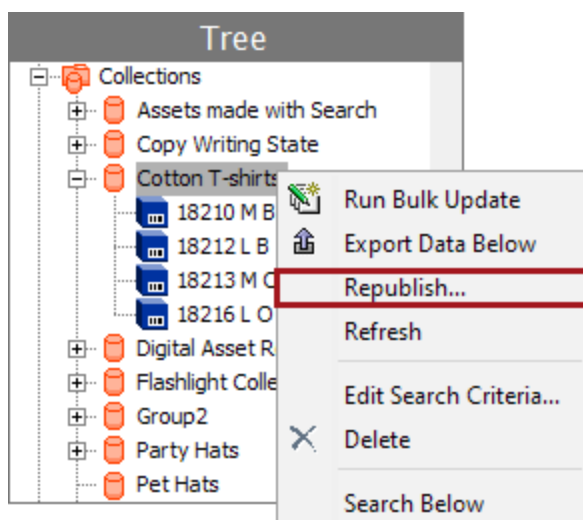 Tree
Collections
Assets made with Search
Copy Writing State
Cotton T-shirts
18210 M B
18212 L B
18213 M
18216 L O
Digital Asset R
Flashlight Colle
Group2
Party Hats
Pet Hats
Run Bulk Update
Export Data Below
Republish...
Refresh
Edit Search Criteria...
Delete
Search Below